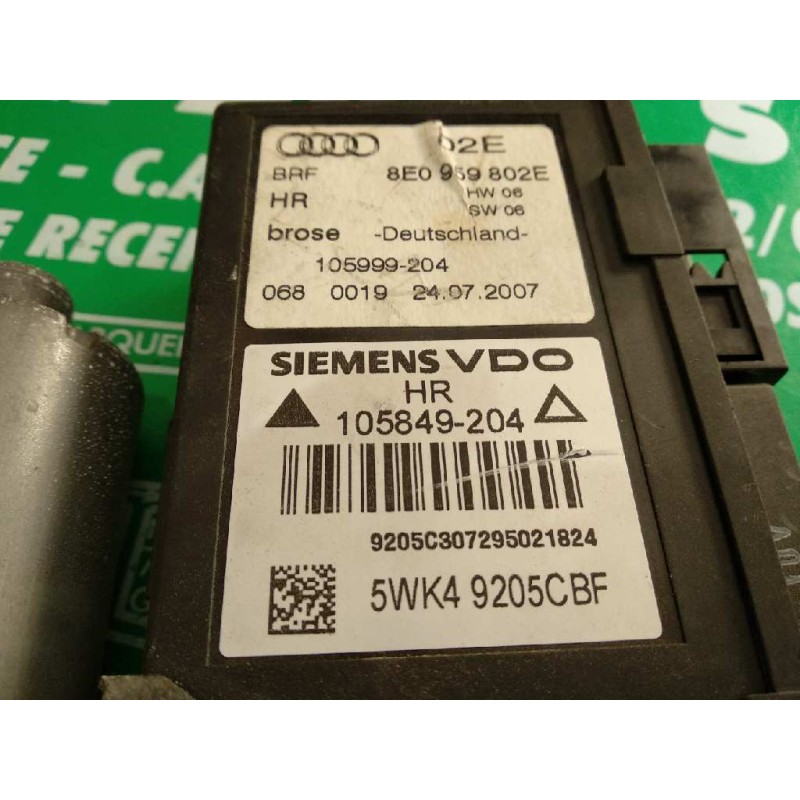 02E
BRF 8E0 959 802E
HR HW 06
SW 06
brose -Deutschland-
105999-204
068 0019 24.07.2007
SIEMENS VDO
HR
105849-204
9205C307295021824
5WK4 9205CBF
- C.A
E RECE